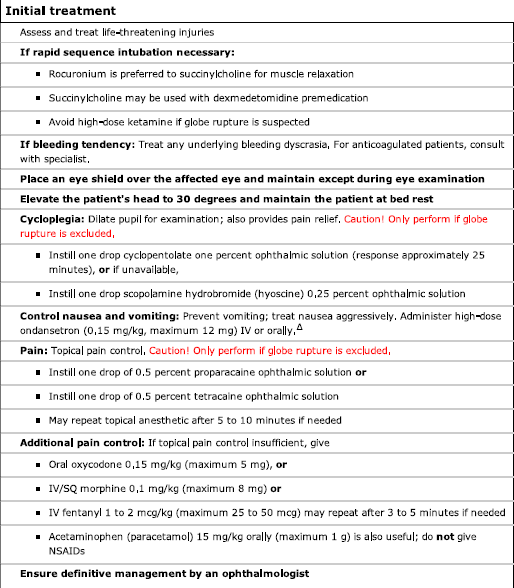 Initial treatment
Assess and treat life-threatening injuries
If rapid sequence intubation necessary:
▪ Rocuronium is preferred to succinylcholine for muscle relaxation
▪ Succinylcholine may be used with dexmedetomidine premedication
▪ Avoid high-dose ketamine if globe rupture is suspected
If bleeding tendency: Treat any underlying bleeding dyscrasia. For anticoagulated patients, consult
with specialist.
Place an eye shield over the affected eye and maintain except during eye examination
Elevate the patient's head to 30 degrees and maintain the patient at bed rest
Cycloplegia: Dilate pupil for examination; also provides pain relief. Caution! Only perform if globe
rupture is excluded.
▪ Instill one drop cyclopentolate one percent ophthalmic solution (response approximately 25
minutes), or if unavailable,
▪ Instill one drop scopolamine hydrobromide (hyoscine) 0.25 percent ophthalmic solution
Control nausea and vomiting: Prevent vomiting; treat nausea aggressively. Administer high-dose
ondansetron (0.15 mg/kg, maximum 12 mg) IV or orally.Δ
Pain: Topical pain control. Caution! Only perform if globe rupture is excluded.
▪ Instill one drop of 0.5 percent proparacaine ophthalmic solution or
▪ Instill one drop of 0.5 percent tetracaine ophthalmic solution
▪ May repeat topical anesthetic after 5 to 10 minutes if needed
Additional pain control: If topical pain control insufficient, give
▪ Oral oxycodone 0.15 mg/kg (maximum 5 mg), or
▪ IV/SQ morphine 0.1 mg/kg (maximum 8 mg) or
▪ IV fentanyl 1 to 2 mcg/kg (maximum 25 to 50 mcg) may repeat after 3 to 5 minutes if needed
▪ Acetaminophen (paracetamol) 15 mg/kg orally (maximum 1 g) is also useful; do not give
NSAIDs
Ensure definitive management by an ophthalmologist